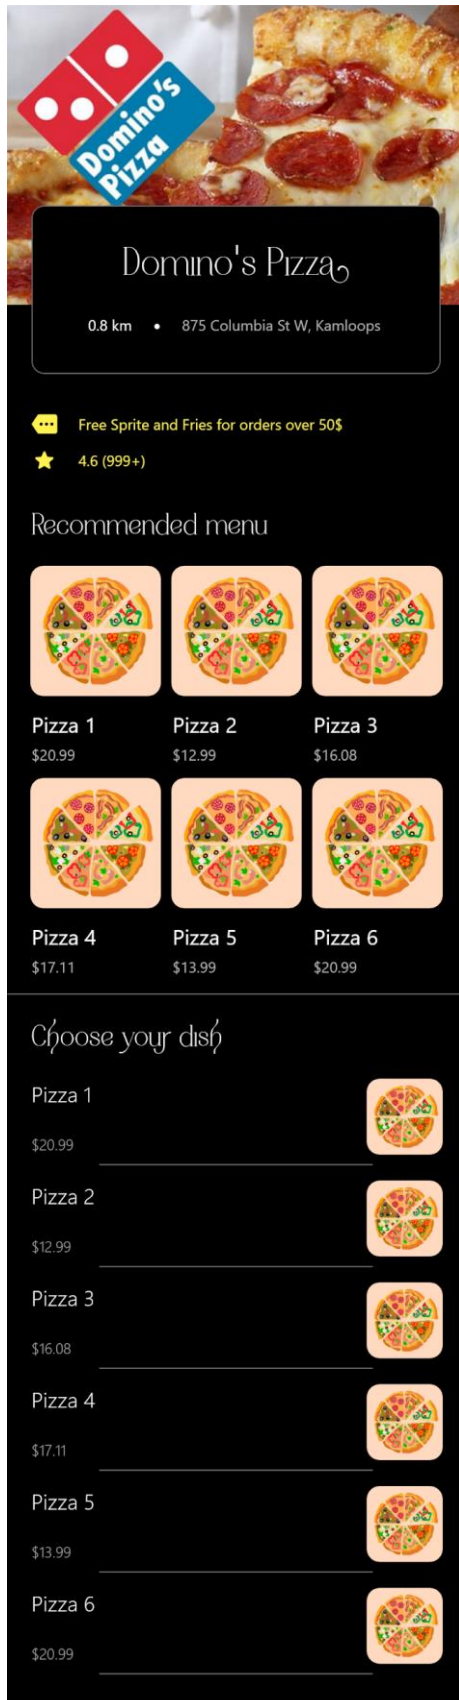 Domino's
Pizza
Domino's Pizza
0.8 km • 875 Columbia St W, Kamloops
Free Sprite and Fries for orders over 50$
4.6 (999+)
Recommended menu
Pizza 1 Pizza 2 Pizza 3
$20.99 $12.99 $16.08
Pizza 4 Pizza 5 Pizza 6
$17.11 $13.99 $20.99
Choose your dish
Pizza 1
$20.99
Pizza 2
$12.99
Pizza 3
$16.08
Pizza 4
$17.11
Pizza 5
$13.99
Pizza 6
$20.99